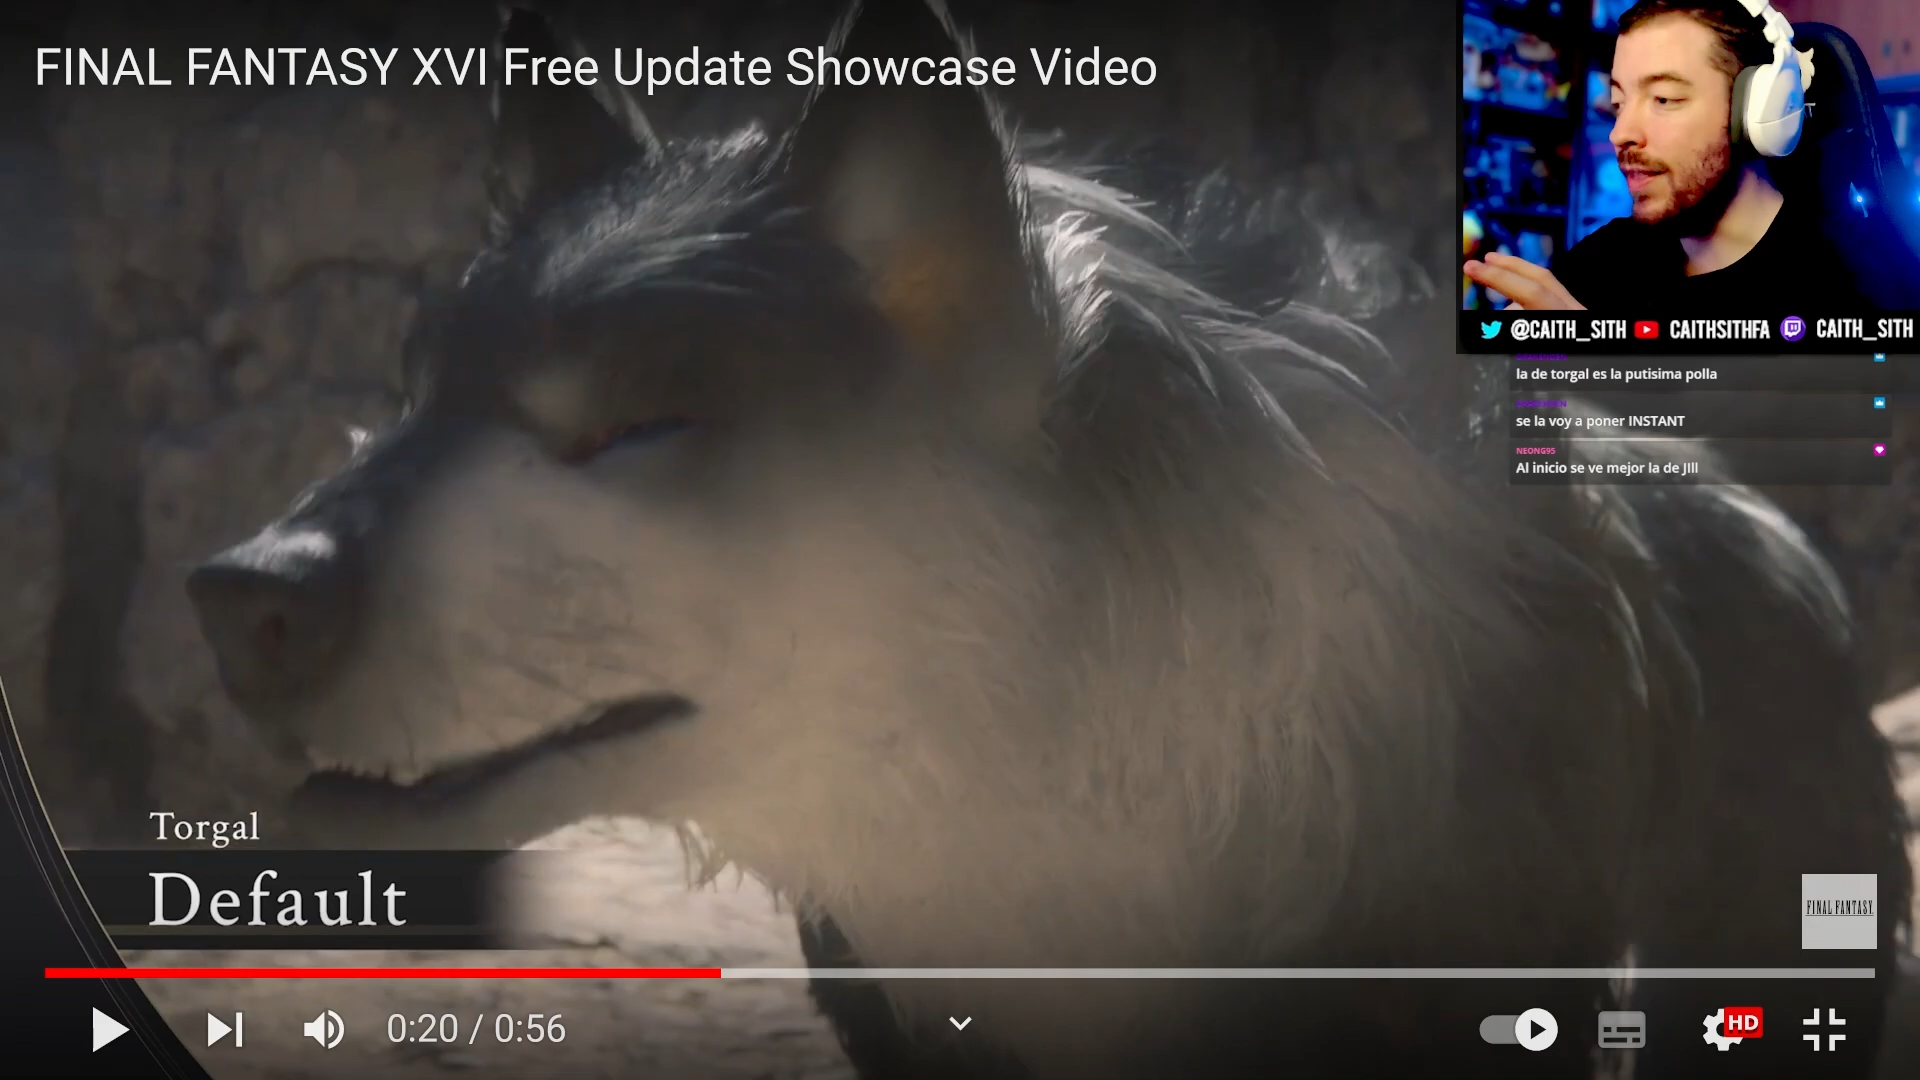 FINAL FANTASY XVI Free Update Showcase Video
@CAITH_SITH CAITHSITHFA CAITH_SITH
la de torgal es la putisima polla
se la voy a poner INSTANT
NEONG95
Al inicio se ve mejor la de JIll
Torgal
Default
FINAL FANTASY
0:20 / 0:56
HD